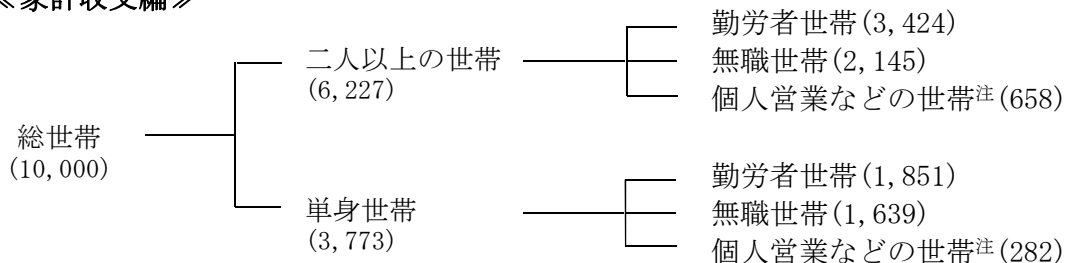 ≪家計収支編≫
総世帯
(10,000)
二人以上の世帯
(6,227)
勤労者世帯(3,424)
無職世帯(2,145)
個人営業などの世帯注(658)
単身世帯
(3,773)
勤労者世帯(1,851)
無職世帯(1,639)
個人営業などの世帯注(282)